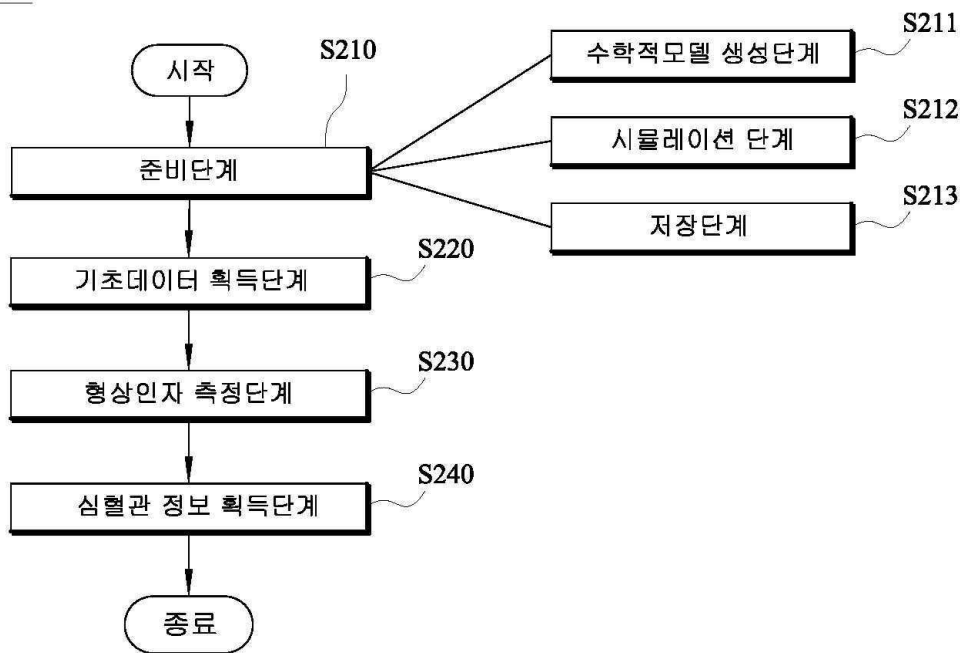 시작
S210
준비단계
S211
수학적모델 생성단계
S212
시뮬레이션 단계
S213
저장단계
S220
기초데이터 획득단계
S230
형상인자 측정단계
S240
심혈관 정보 획득단계
종료